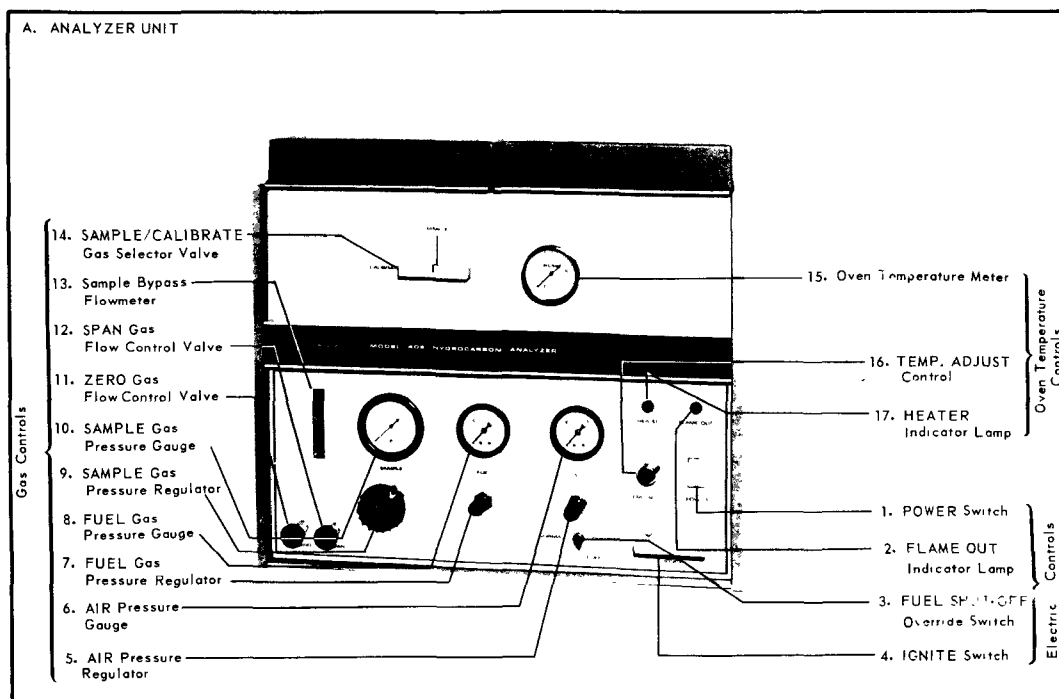 A. ANALYZER UNIT
14. SAMPLE/CALIBRATE
Gas Selector Valve
13. Sample Bypass
Flowmeter
12. SPAN Gas
Flow Control Valve
11. ZERO Gas
Flow Control Valve
10. SAMPLE Gas
Pressure Gauge
9. SAMPLE Gas
Pressure Regulator
8. FUEL Gas
Pressure Gauge
7. FUEL Gas
Pressure Regulator
6. AIR Pressure
Gauge
5. AIR Pressure
Regulator
Gas Controls
MODEL HYDROCARBON ANALYZER
SAMPLE
FUEL
FLAME OUT
15. Oven Temperature Meter
16. TEMP. ADJUST
Control
17. HEATER
Indicator Lamp
Oven Temperature
Controls
1. POWER Switch
2. FLAME OUT
Indicator Lamp
3. FUEL SHUT-OFF
Override Switch
4. IGNITE Switch
Electric Controls